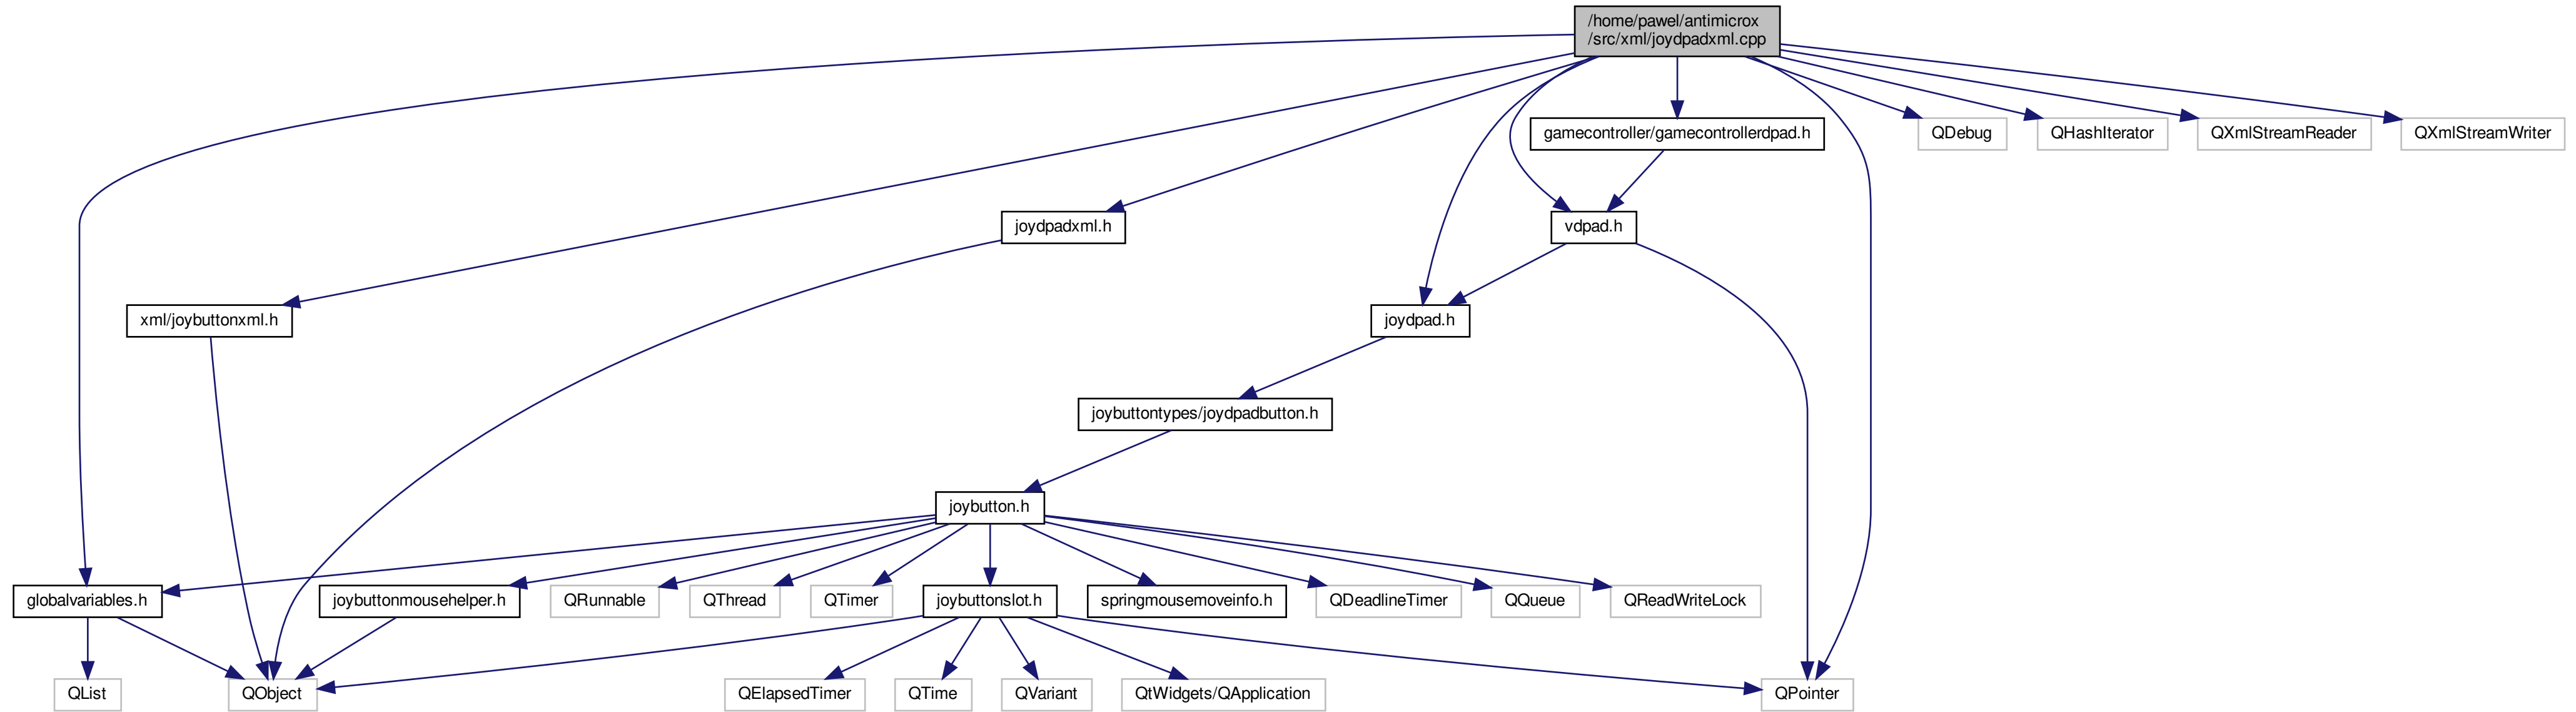 /home/pawel/antimicrox
/src/xml/joydpadxml.cpp
gamecontroller/gamecontrollerdpad.h
QDebug
QHashIterator
QXmlStreamReader
QXmlStreamWriter
joydpadxml.h
vdpad.h
xml/joybuttonxml.h
joydpad.h
joybuttontypes/joydpadbutton.h
joybutton.h
globalvariables.h
joybuttonmousehelper.h
QRunnable
QThread
QTimer
joybuttonslot.h
springmousemoveinfo.h
QDeadlineTimer
QQueue
QReadWriteLock
QList
QObject
QElapsedTimer
QTime
QVariant
QtWidgets/QApplication
QPointer